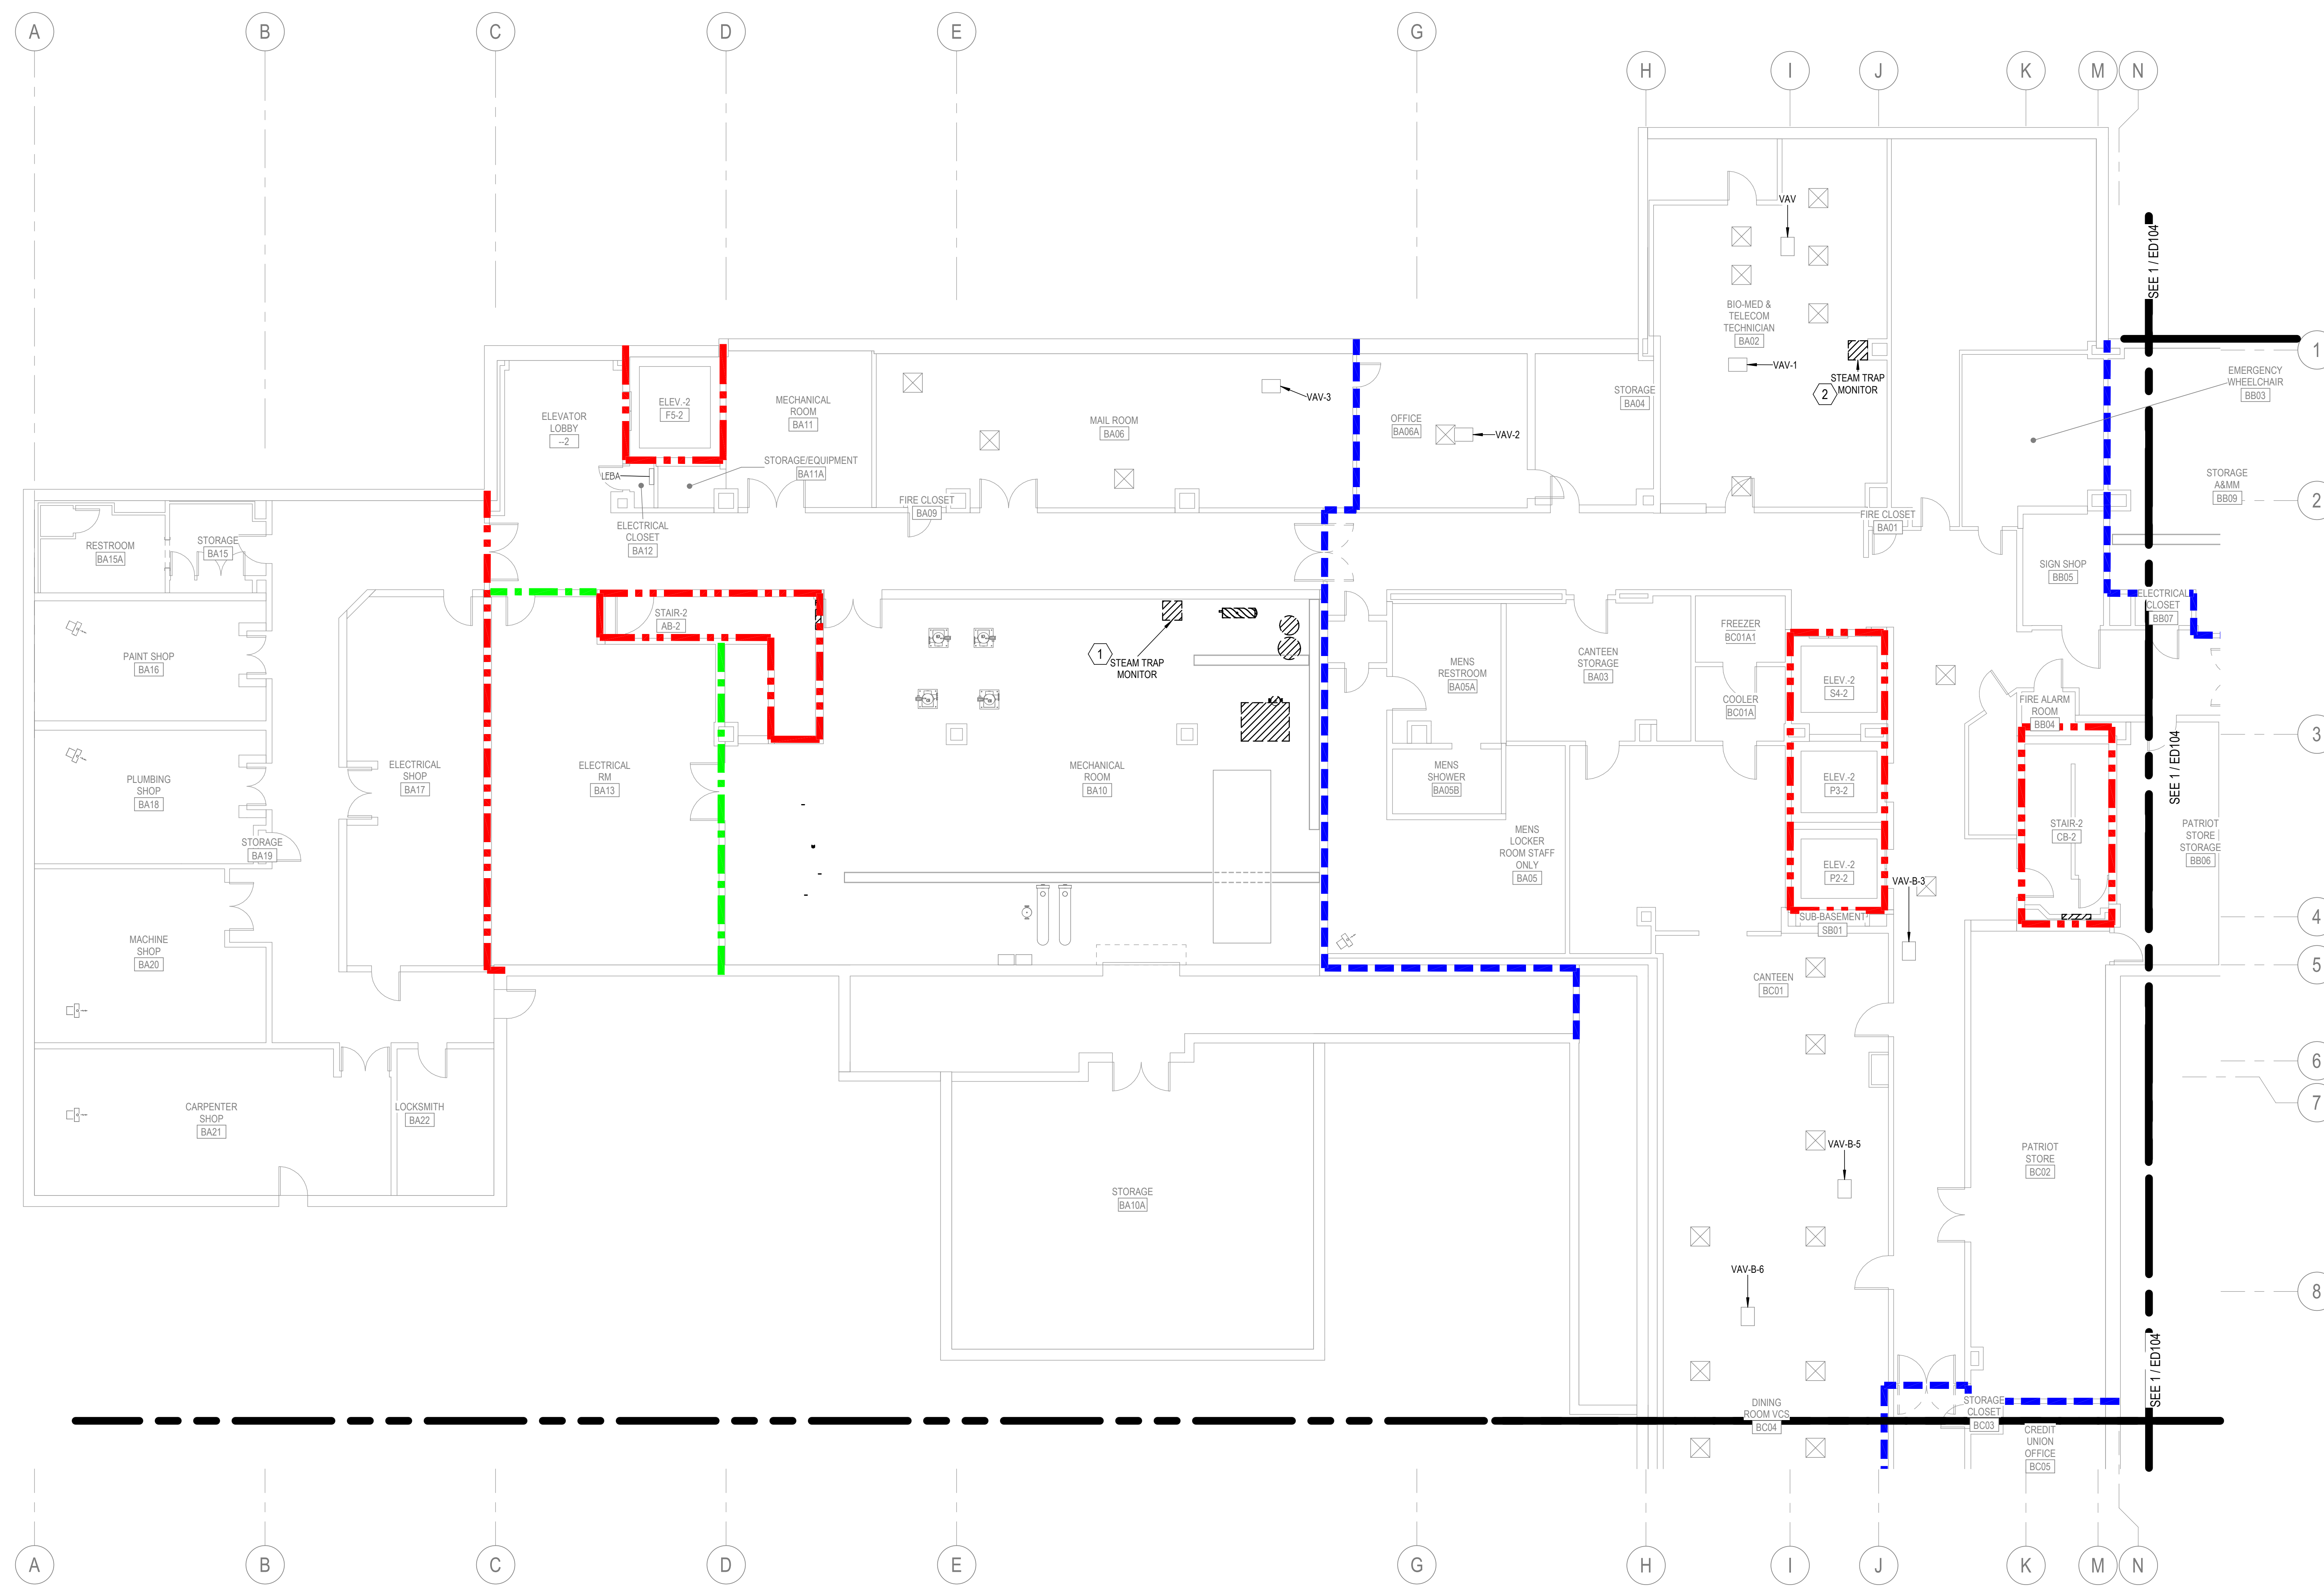 A
B
C
D
E
G
H
I
J
K
M
N
VAV
SEE 1 / ED104
BIO-MED &
TELECOM
TECHNICIAN
BA02
VAV-1
STEAM TRAP
MONITOR
2
1
EMERGENCY
WHEELCHAIR
BB03
ELEV.-2
F5-2
ELEVATOR
LOBBY
--2
MECHANICAL
ROOM
BA11
MAIL ROOM
BA06
VAV-3
OFFICE
BA06A
VAV-2
STORAGE
BA04
STORAGE/EQUIPMENT
BA11A
LEBA
ELECTRICAL
CLOSET
BA12
FIRE CLOSET
BA09
FIRE CLOSET
BA01
STORAGE
A&MM
BB09
2
RESTROOM
BA15A
STORAGE
BA15
SIGN SHOP
BB05
ELECTRICAL
CLOSET
BB07
STAIR-2
AB-2
PAINT SHOP
BA16
1
STEAM TRAP
MONITOR
MENS
RESTROOM
BA05A
CANTEEN
STORAGE
BA03
FREEZER
BC01A1
COOLER
BC01A
ELEV.-2
S4-2
FIRE ALARM
ROOM
BB04
3
PLUMBING
SHOP
BA18
ELECTRICAL
SHOP
BA17
ELECTRICAL
RM
BA13
MECHANICAL
ROOM
BA10
MENS
SHOWER
BA05B
ELEV.-2
P3-2
SEE 1 / ED104
STORAGE
BA19
MENS
LOCKER
ROOM STAFF
ONLY
BA05
ELEV.-2
P2-2
STAIR-2
CB-2
PATRIOT
STORE
STORAGE
BB06
VAV-B-3
SUB-BASEMENT
SB01
4
MACHINE
SHOP
BA20
CANTEEN
BC01
5
6
7
CARPENTER
SHOP
BA21
LOCKSMITH
BA22
VAV-B-5
PATRIOT
STORE
BC02
STORAGE
BA10A
VAV-B-6
8
SEE 1 / ED104
DINING
ROOM VCS
BC04
STORAGE
CLOSET
BC03
CREDIT
UNION
OFFICE
BC05
A
B
C
D
E
G
H
I
J
K
M
N